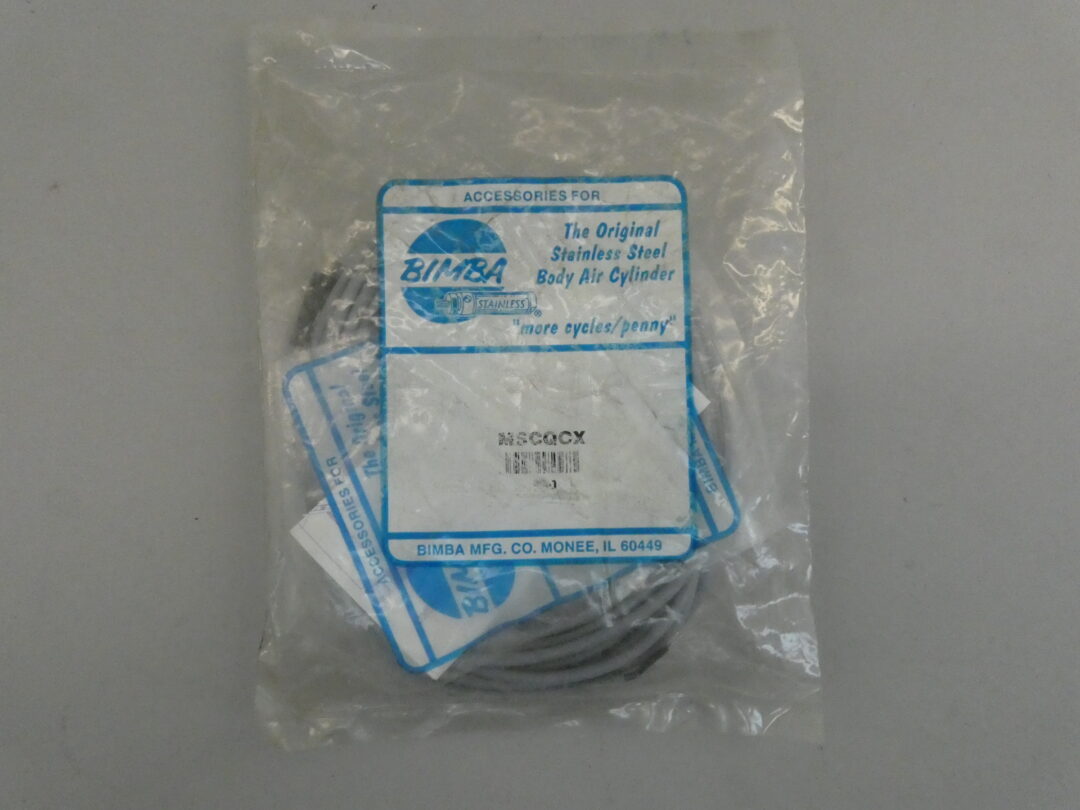 ACCESSORIES FOR
BIMBA
STAINLESS ®
The Original
Stainless Steel
Body Air Cylinder
"more cycles/penny"
MSCQCX
BIMBA MFG. CO. MONEE, IL 60449
ACCESSORIES FOR
The
BIMBA